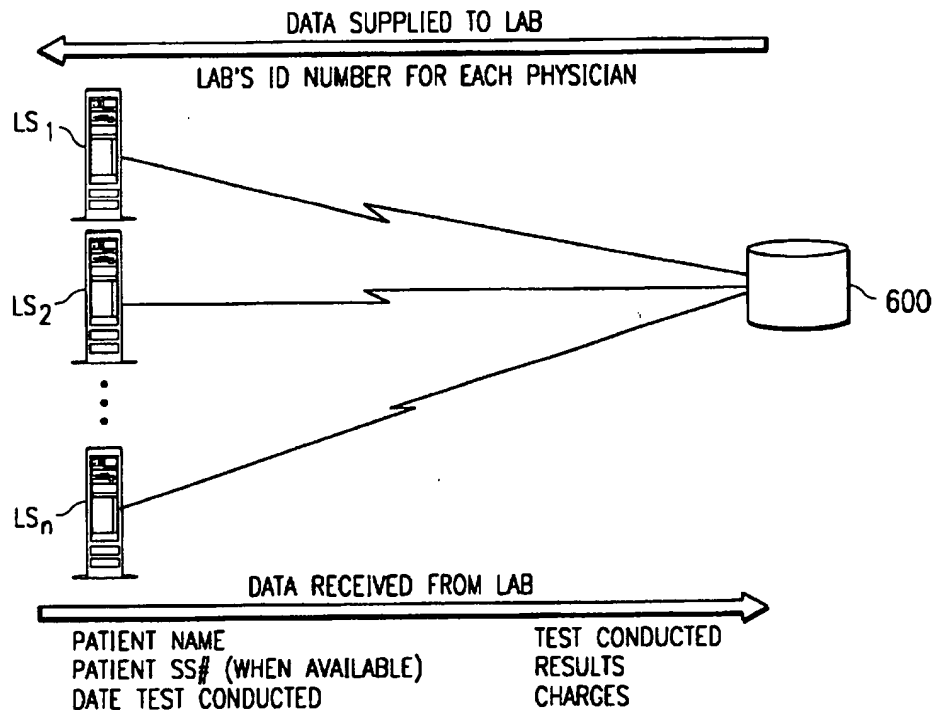 DATA SUPPLIED TO LAB
LAB'S ID NUMBER FOR EACH PHYSICIAN
LS1
LS2
600
LSn
DATA RECEIVED FROM LAB
PATIENT NAME
PATIENT SS# (WHEN AVAILABLE)
DATE TEST CONDUCTED
TEST CONDUCTED
RESULTS
CHARGES